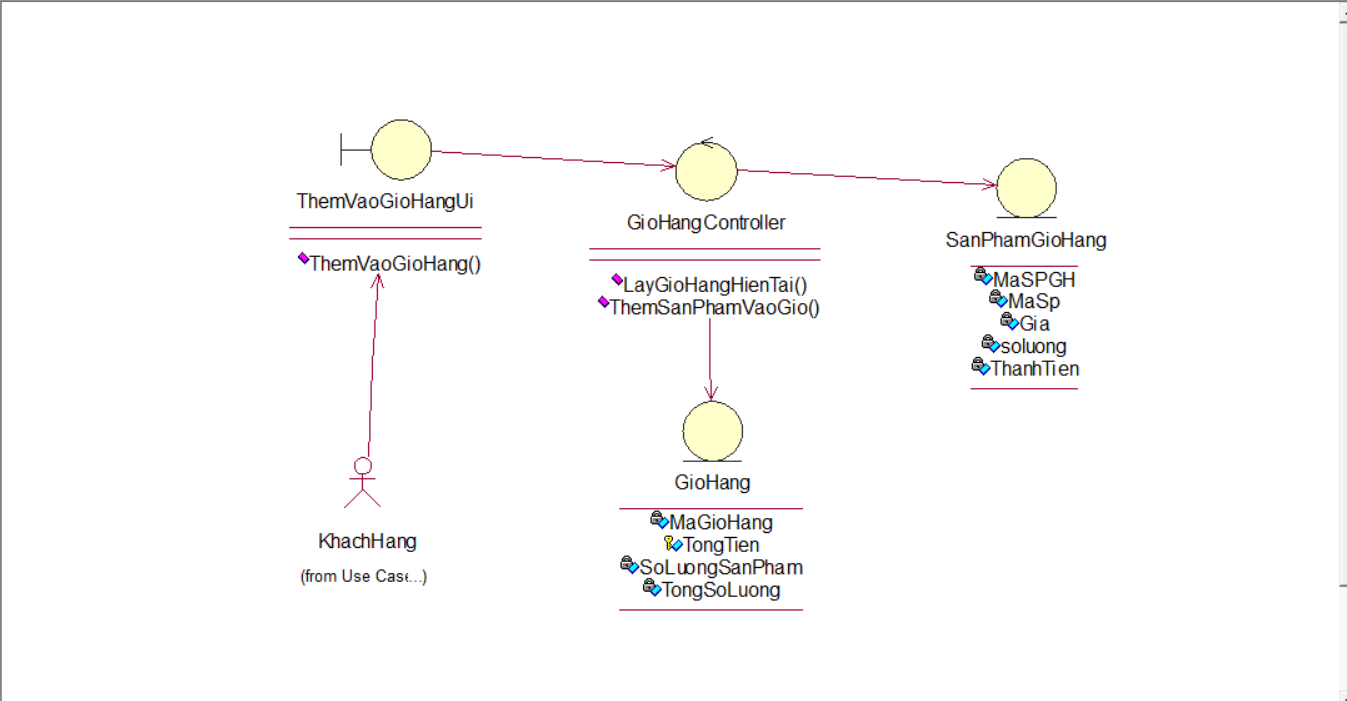 ThemVaoGioHangUi
ThemVaoGioHang()
KhachHang
(from Use Case...)
GioHangController
LayGioHangHienTai()
ThemSanPhamVaoGio()
GioHang
MaGioHang
TongTien
SoLuongSanPham
TongSoLuong
SanPhamGioHang
MaSPGH
MaSp
Gia
soluong
ThanhTien